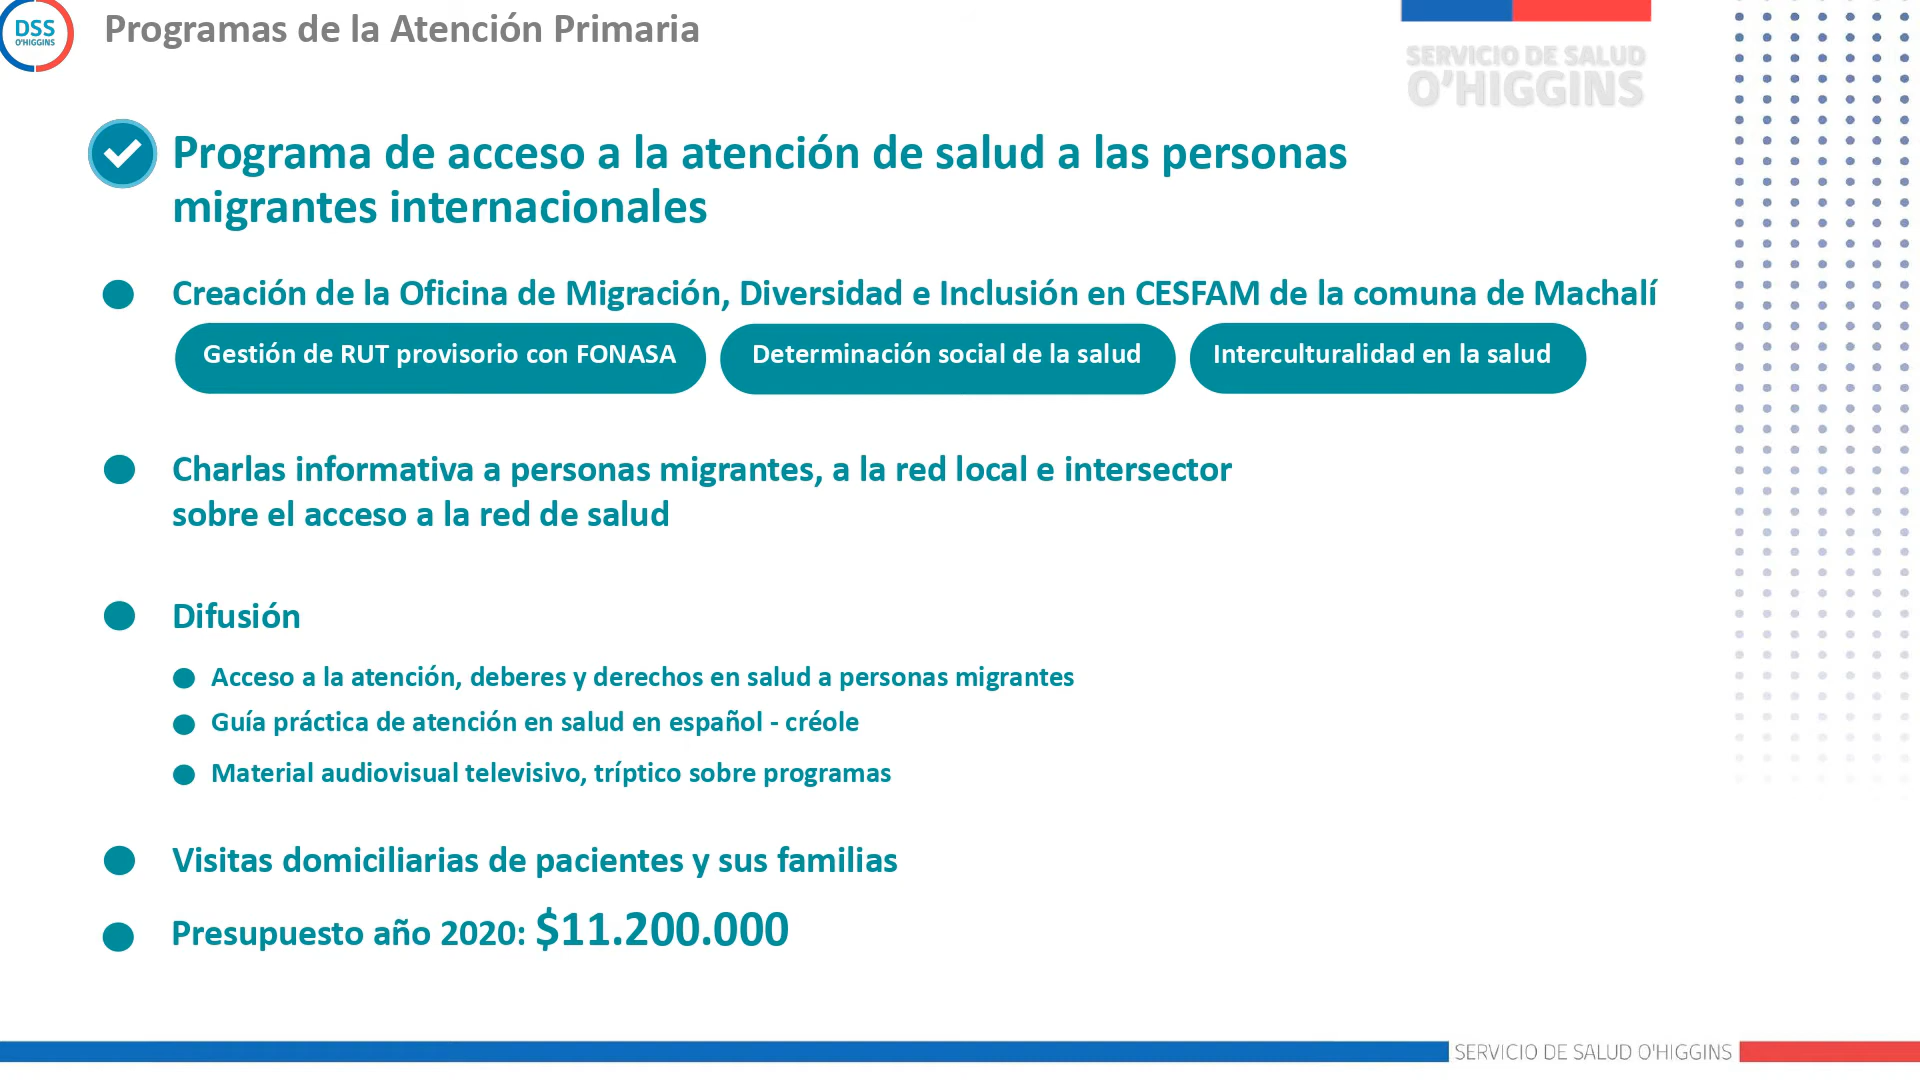 DSS
O'HIGGINS
Programas de la Atención Primaria
SERVICIO DE SALUD
O'HIGGINS
Programa de acceso a la atención de salud a las personas
migrantes internacionales
Creación de la Oficina de Migración, Diversidad e Inclusión en CESFAM de la comuna de Machalí
Gestión de RUT provisorio con FONASA
Determinación social de la salud
Interculturalidad en la salud
Charlas informativa a personas migrantes, a la red local e intersector
sobre el acceso a la red de salud
Difusión
Acceso a la atención, deberes y derechos en salud a personas migrantes
Guía práctica de atención en salud en español - créole
Material audiovisual televisivo, tríptico sobre programas
Visitas domiciliarias de pacientes y sus familias
Presupuesto año 2020: $11.200.000
SERVICIO DE SALUD O'HIGGINS